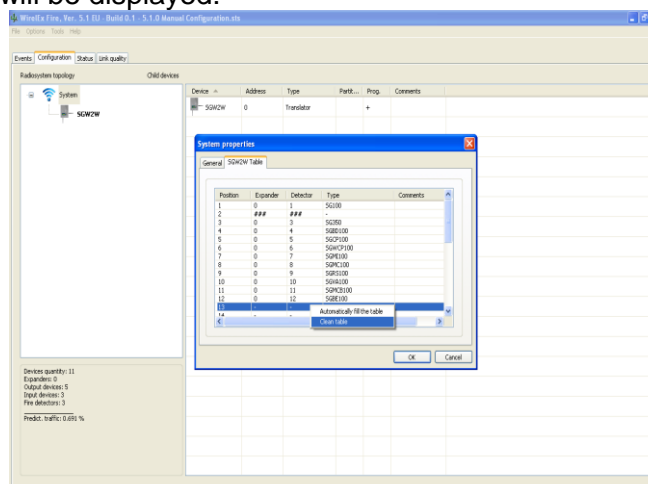 will be displayed.
WirelEx Fire, Ver. 5.1 EU - Build 0.1 - 5.1.0 Manual Configuration.sts
File Options Tools Help
Events Configuration Status Link quality
Radiosystem topology Child devices
System
SGW2W
Device Address Type Partit... Prog. Comments
SGW2W 0 Translator +
System properties
General SGW2W Table
Position Expander Detector Type Comments
1 0 1 SG100
2 ### ### -
3 0 3 SG350
4 0 4 SGBD100
5 0 5 SGCP100
6 0 6 SGWCP100
7 0 7 SGMI100
8 0 8 SGMC100
9 0 9 SGRS100
10 0 10 SGVA100
11 0 11 SGMCB100
12 0 12 SGBE100
13 - -
14 - -
Automatically fill the table
Clean table
OK Cancel
Devices quantity: 11
Expanders: 0
Output devices: 5
Input devices: 3
Fire detectors: 3
Predict. traffic: 0.691 %